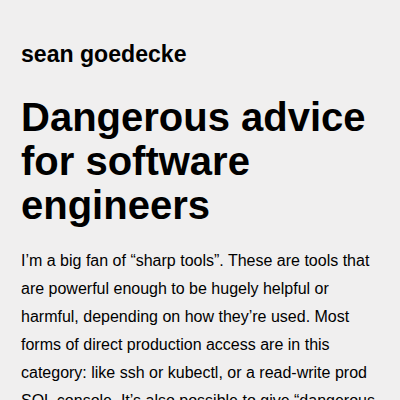 sean goedecke
Dangerous advice
for software
engineers
I’m a big fan of “sharp tools”. These are tools that
are powerful enough to be hugely helpful or
harmful, depending on how they’re used. Most
forms of direct production access are in this
category: like ssh or kubectl, or a read-write prod
SQL console. It’s also possible to give “dangerous